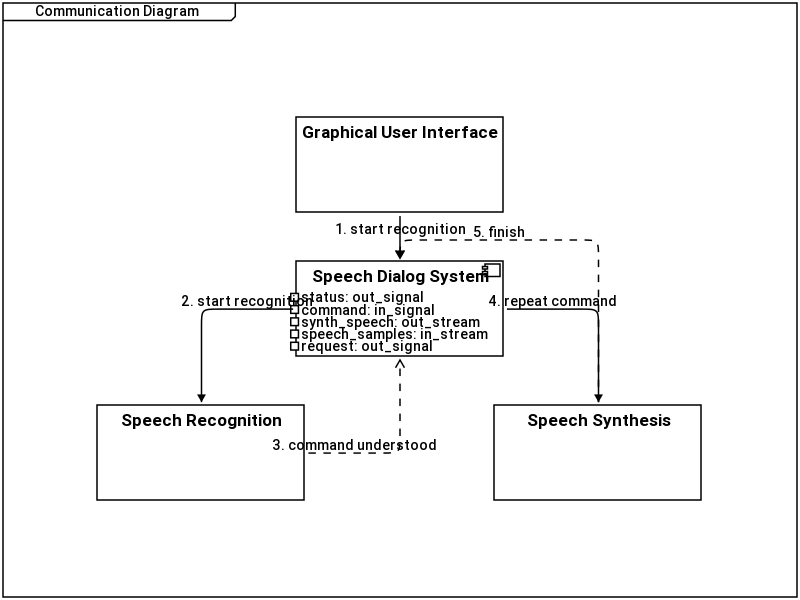 Communication Diagram
Graphical User Interface
1. start recognition
5. finish
Speech Dialog System
status: out_signal
2. start recognition
4. repeat command
command: in_signal
synth_speech: out_stream
speech_samples: in_stream
request: out_signal
Speech Recognition
Speech Synthesis
3. command understood